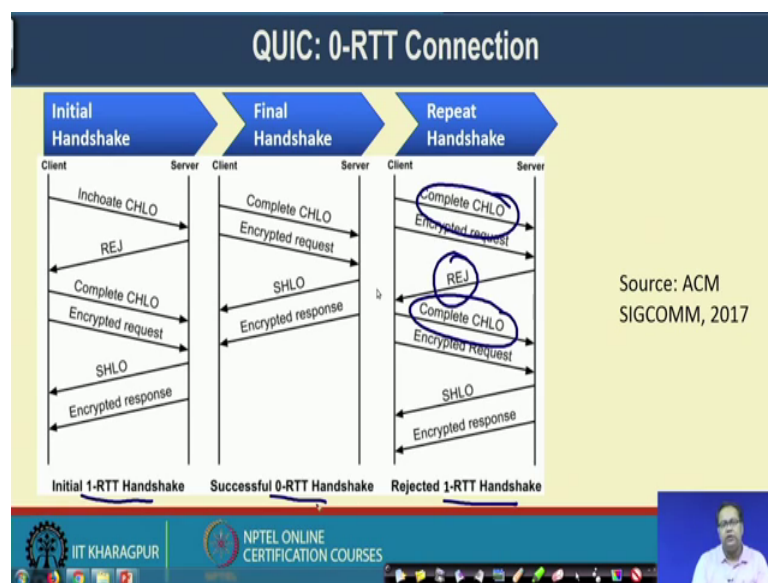 QUIC: 0-RTT Connection
Initial
Handshake
Final
Handshake
Repeat
Handshake
Client
Server
Inchoate CHLO
REJ
Complete CHLO
Encrypted request
SHLO
Encrypted response
Initial 1-RTT Handshake
Client
Server
Complete CHLO
Encrypted request
SHLO
Encrypted response
Successful 0-RTT Handshake
Client
Server
Complete CHLO
Encrypted request
REJ
Complete CHLO
Encrypted Request
SHLO
Encrypted response
Rejected 1-RTT Handshake
Source: ACM
SIGCOMM, 2017
IIT KHARAGPUR
NPTEL ONLINE
CERTIFICATION COURSES